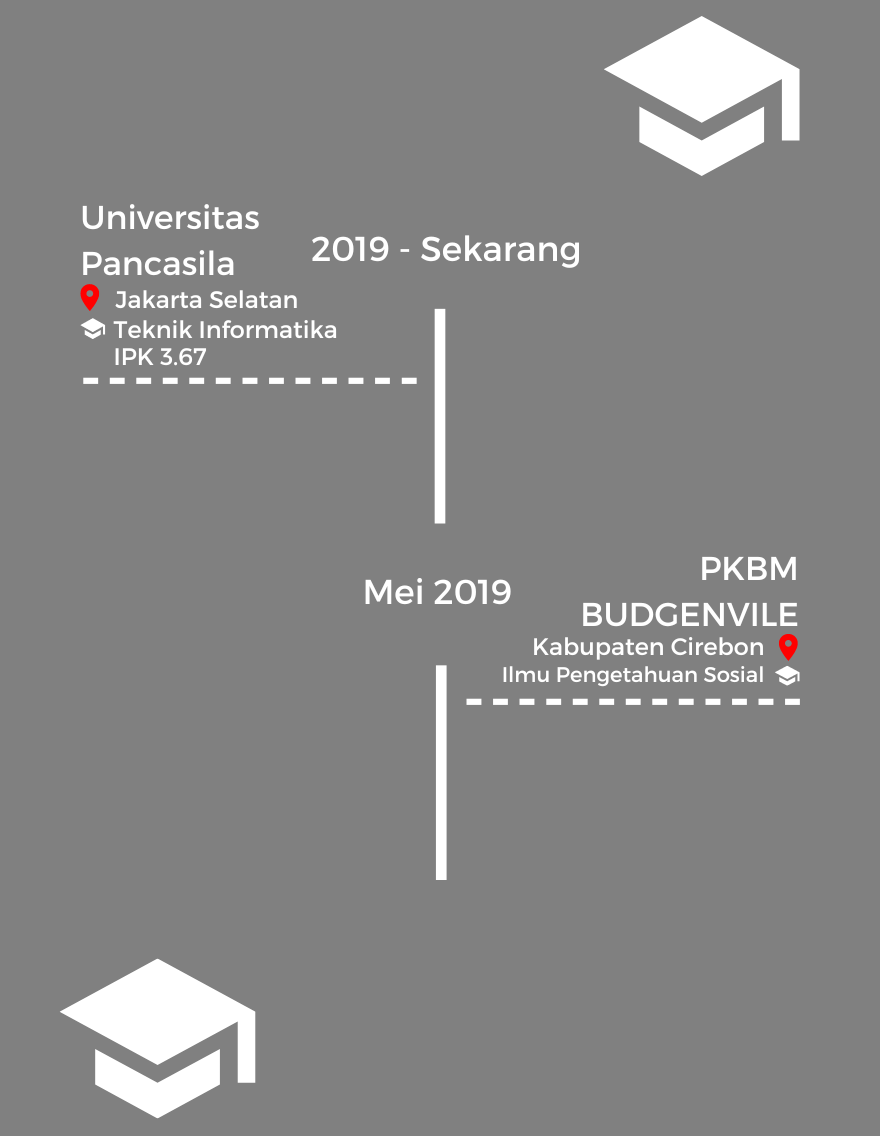 Universitas
Pancasila
2019 - Sekarang
Jakarta Selatan
Teknik Informatika
IPK 3.67
Mei 2019
PKBM
BUDGENVILE
Kabupaten Cirebon
Ilmu Pengetahuan Sosial